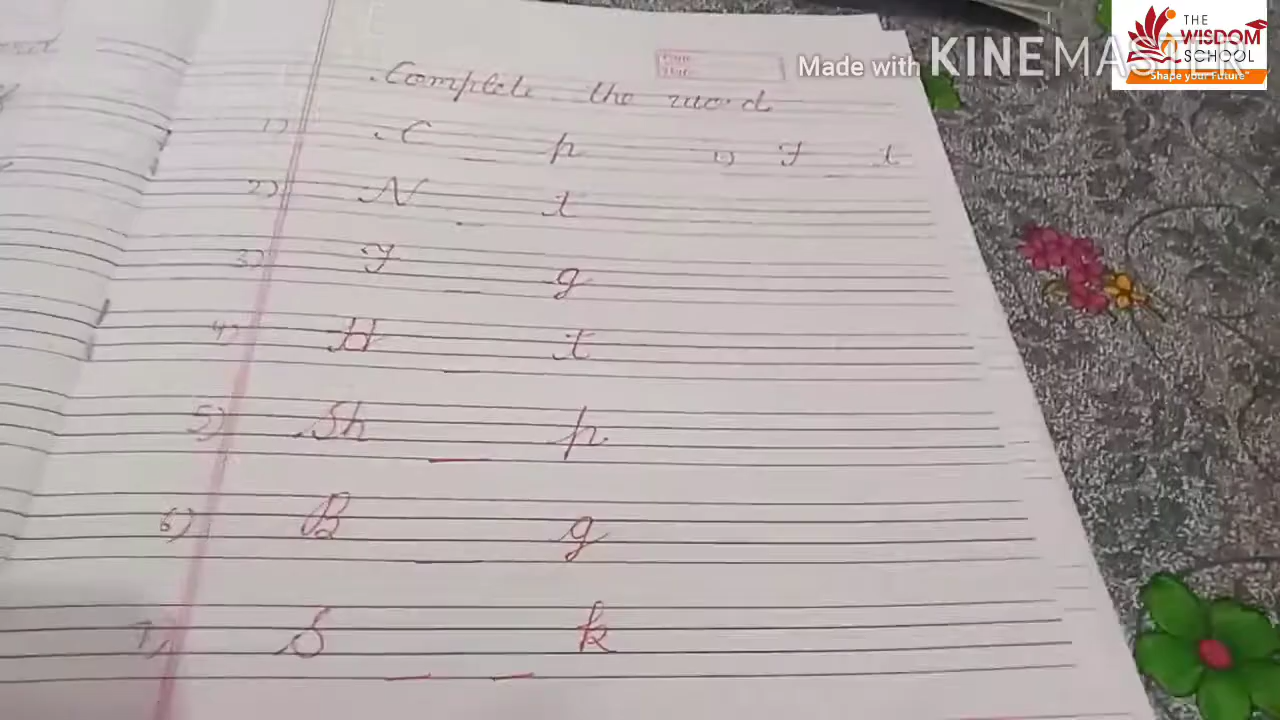 THE
WISDOM
SCHOOL
"Shape your Future"
Made with KINEMASTER
Complete the word
1) C _ p 1) J _ t
2) N _ t
3) J _ g
4) H _ t
5) Sh _ p
6) B _ g
7) S _ _ k